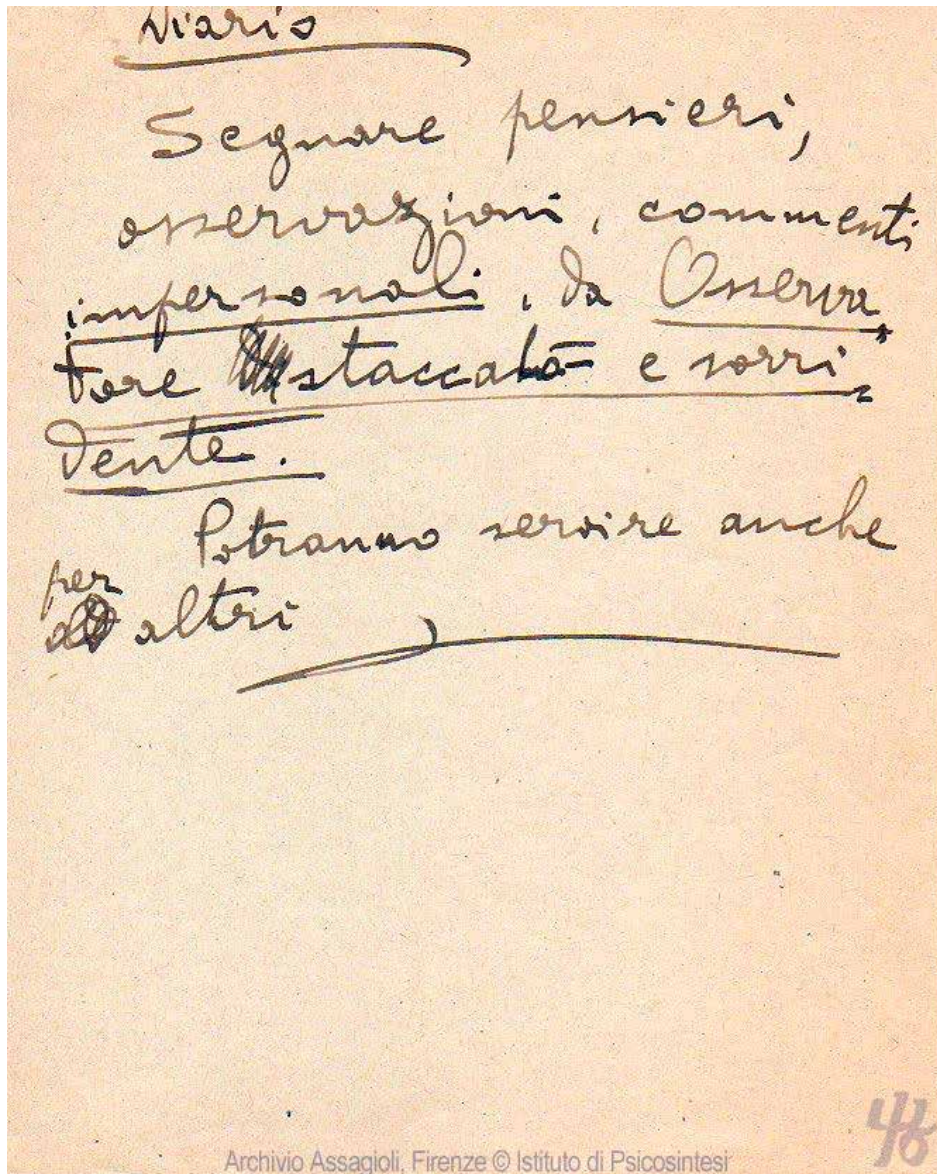 Diario
Segnare pensieri,
osservazioni, commenti
impersonali, da Osserva
tore staccato e sorri
dente.
Potranno servire anche
per
altri
Archivio Assagioli, Firenze © Istituto di Psicosintesi